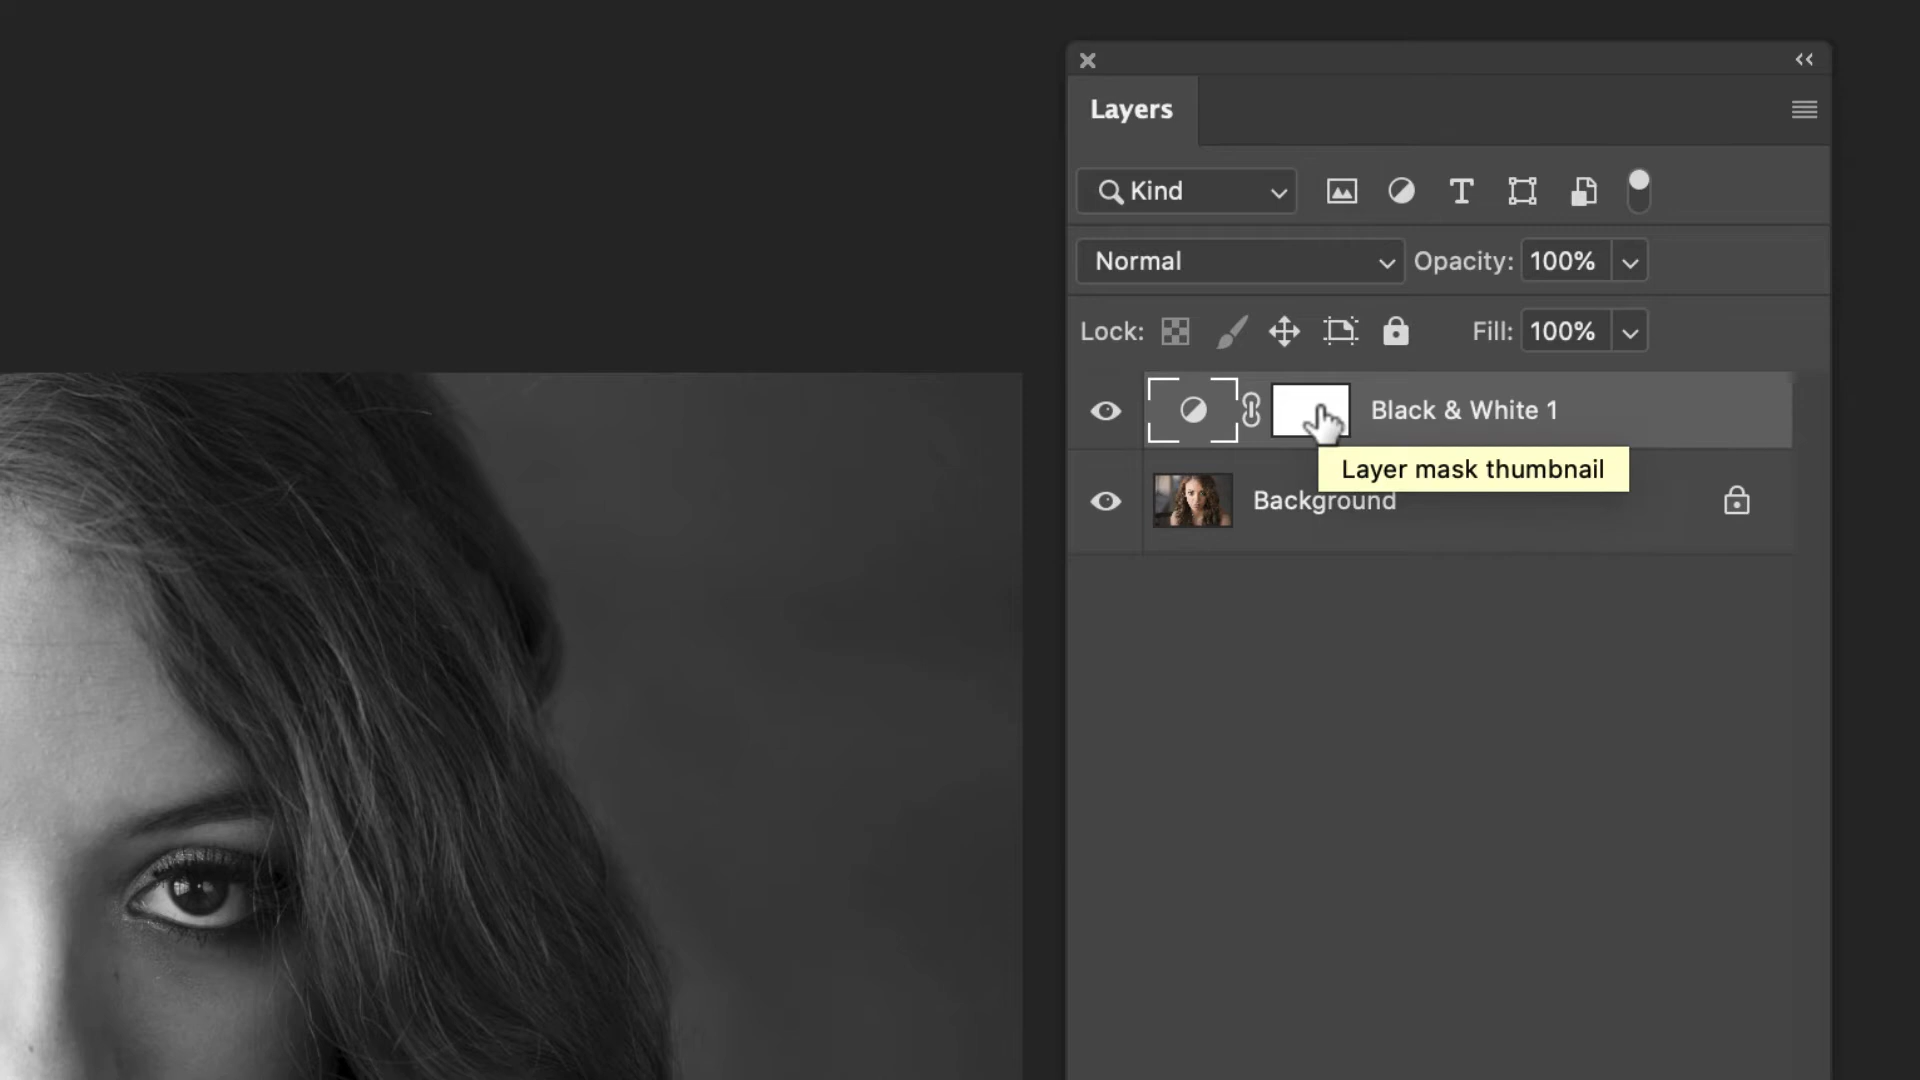 Layers
Kind
Normal Opacity: 100%
Lock: Fill: 100%
Black & White 1
Layer mask thumbnail
Background